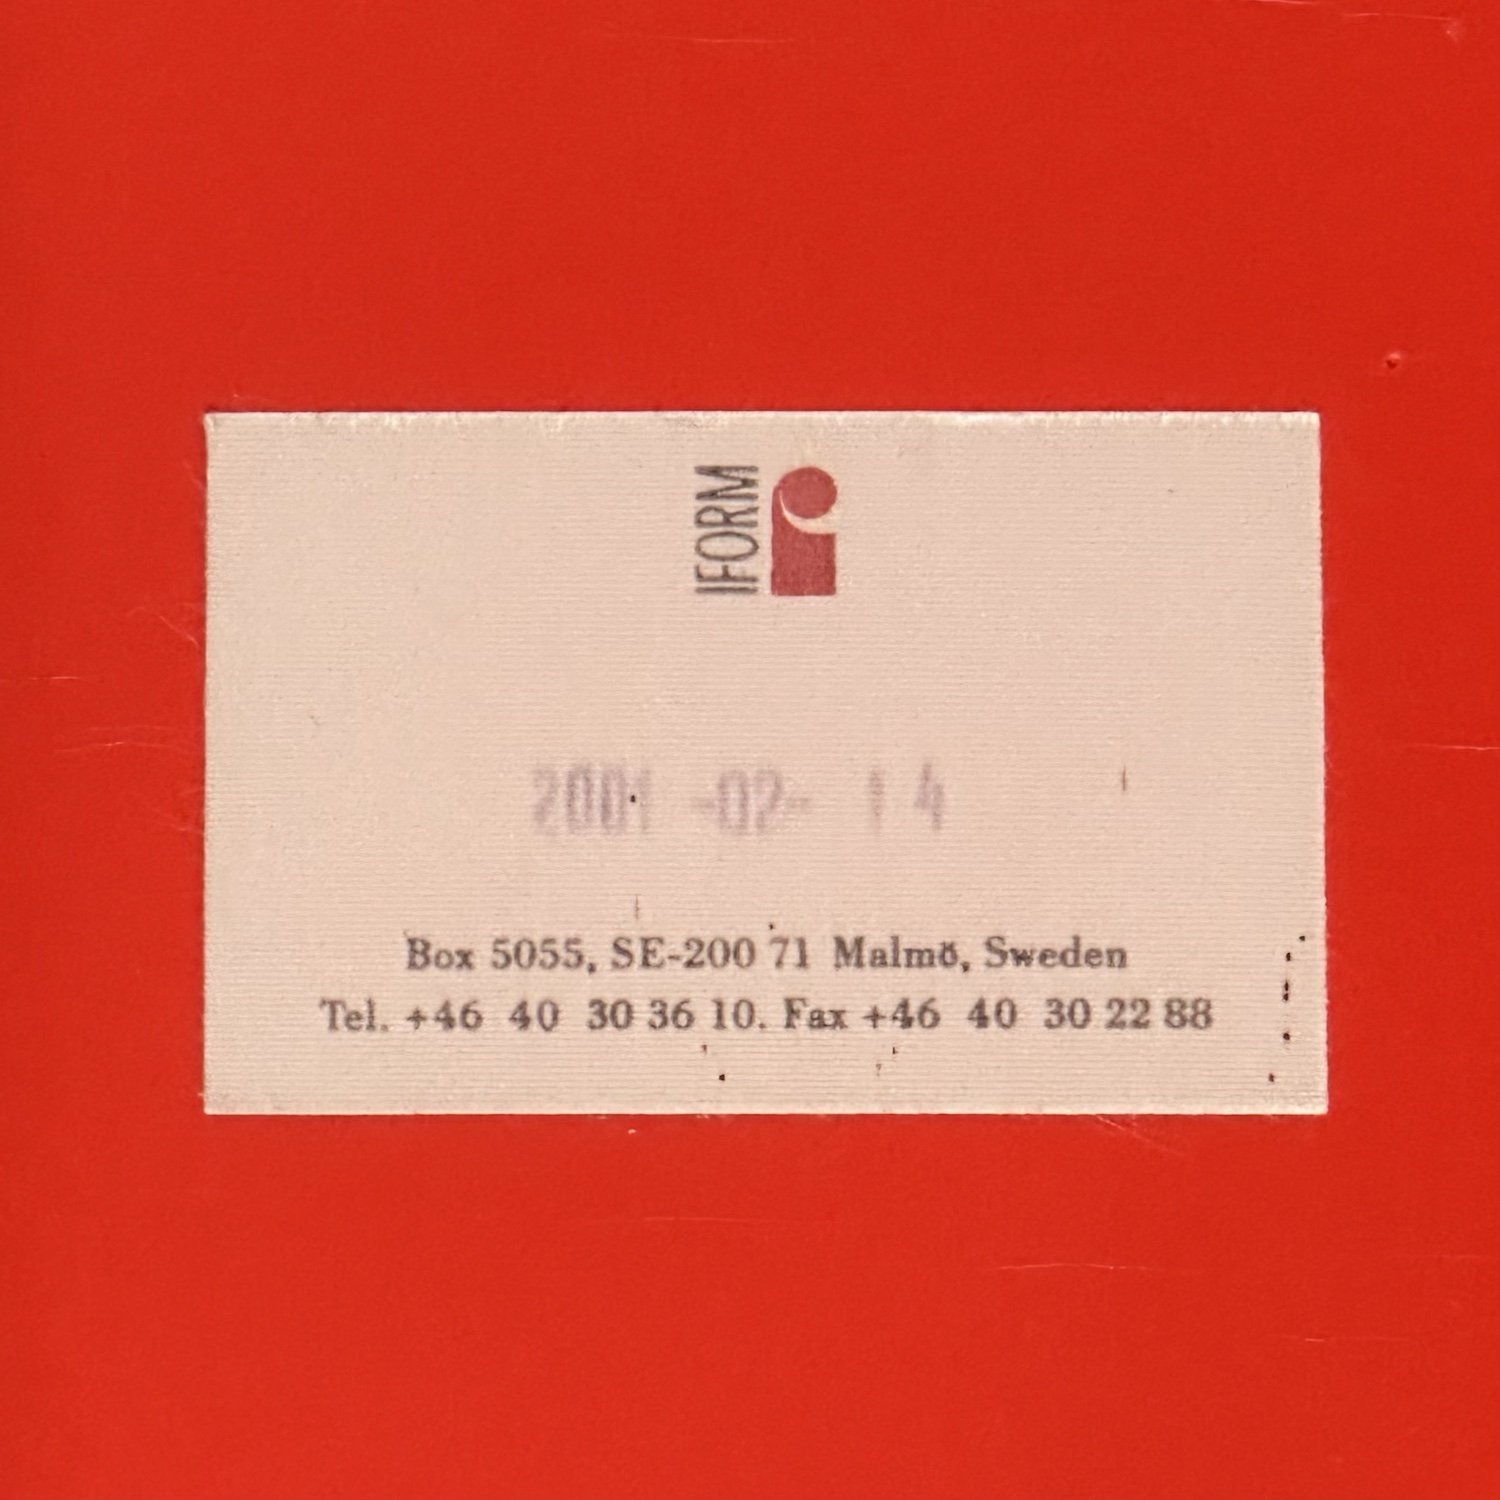 IFORM
2001 -02- 14
Box 5055, SE-200 71 Malmö, Sweden
Tel. +46 40 30 36 10. Fax +46 40 30 22 88